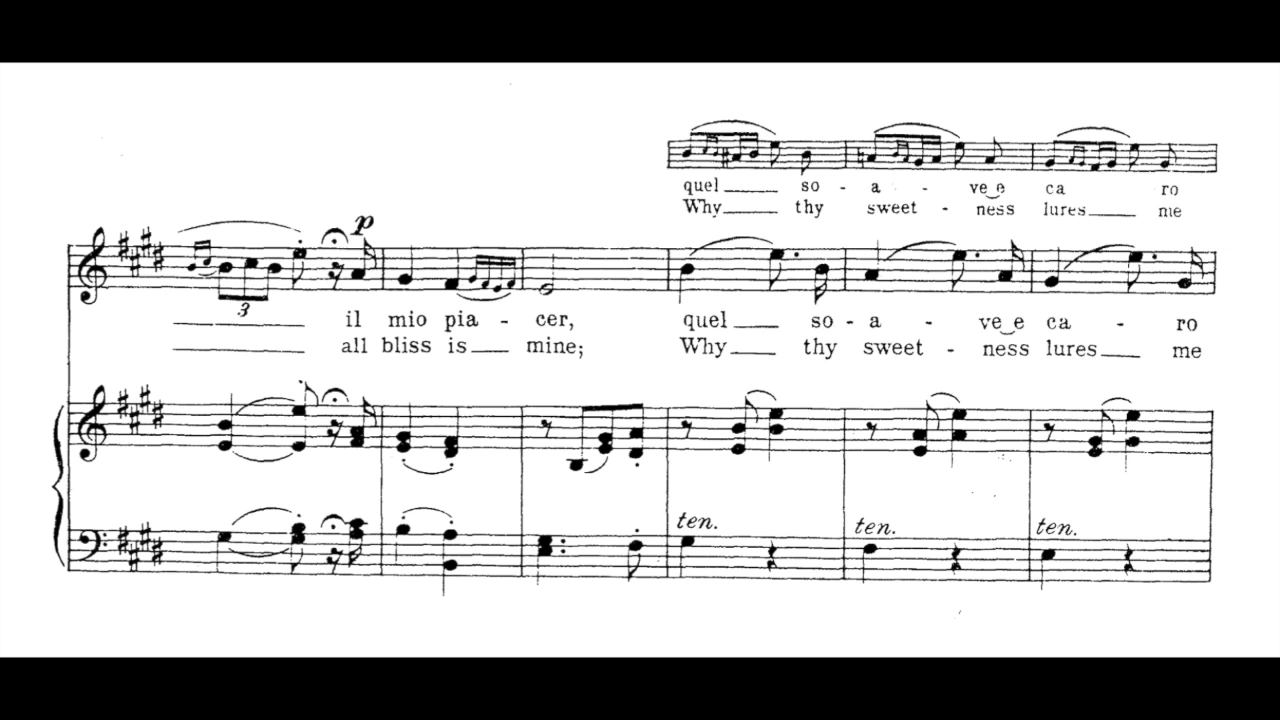 quel so - a - ve e ca ro
Why thy sweet - ness lures me
p
3
il mio pia - cer, quel so - a - ve e ca - ro
all bliss is mine; Why thy sweet - ness lures me
ten. ten. ten.